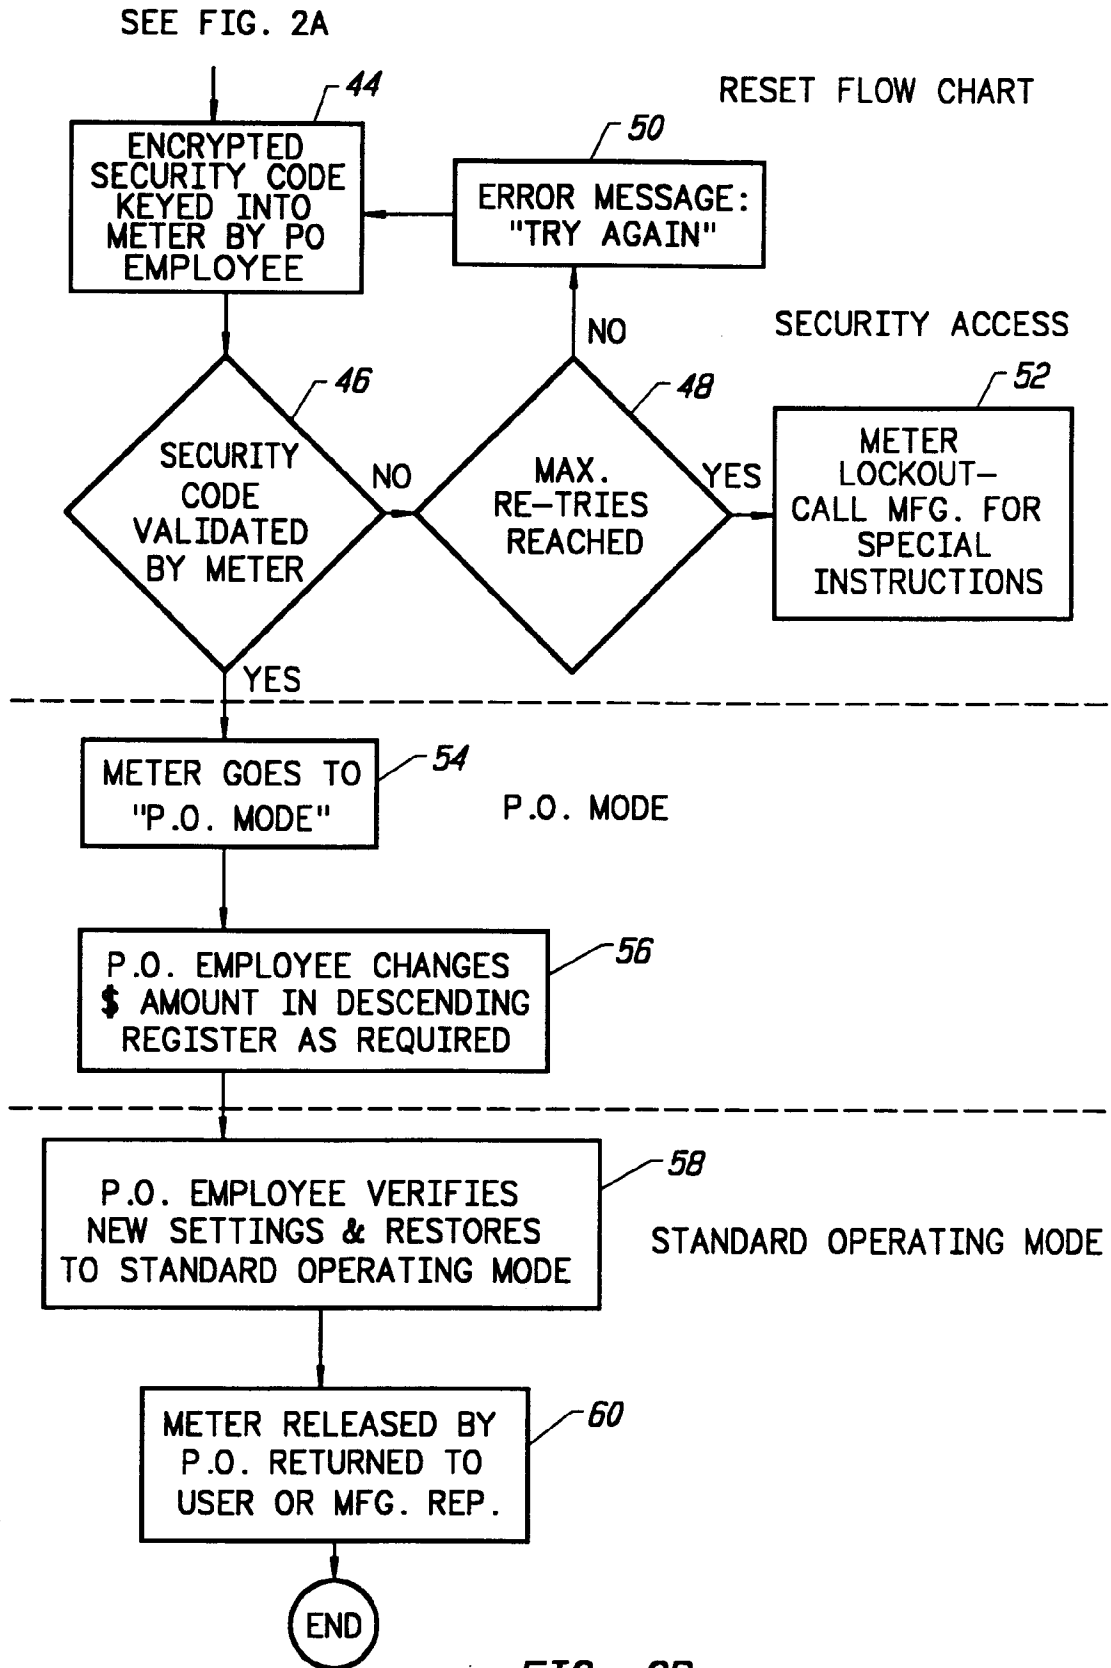 SEE FIG. 2A
RESET FLOW CHART
44
ENCRYPTED
SECURITY CODE
KEYED INTO
METER BY PO
EMPLOYEE
50
ERROR MESSAGE:
"TRY AGAIN"
NO
SECURITY ACCESS
46
SECURITY
CODE
VALIDATED
BY METER
NO
48
MAX.
RE-TRIES
REACHED
YES
52
METER
LOCKOUT-
CALL MFG. FOR
SPECIAL
INSTRUCTIONS
YES
54
METER GOES TO
"P.O. MODE"
P.O. MODE
56
P.O. EMPLOYEE CHANGES
$ AMOUNT IN DESCENDING
REGISTER AS REQUIRED
58
P.O. EMPLOYEE VERIFIES
NEW SETTINGS & RESTORES
TO STANDARD OPERATING MODE
STANDARD OPERATING MODE
60
METER RELEASED BY
P.O. RETURNED TO
USER OR MFG. REP.
END